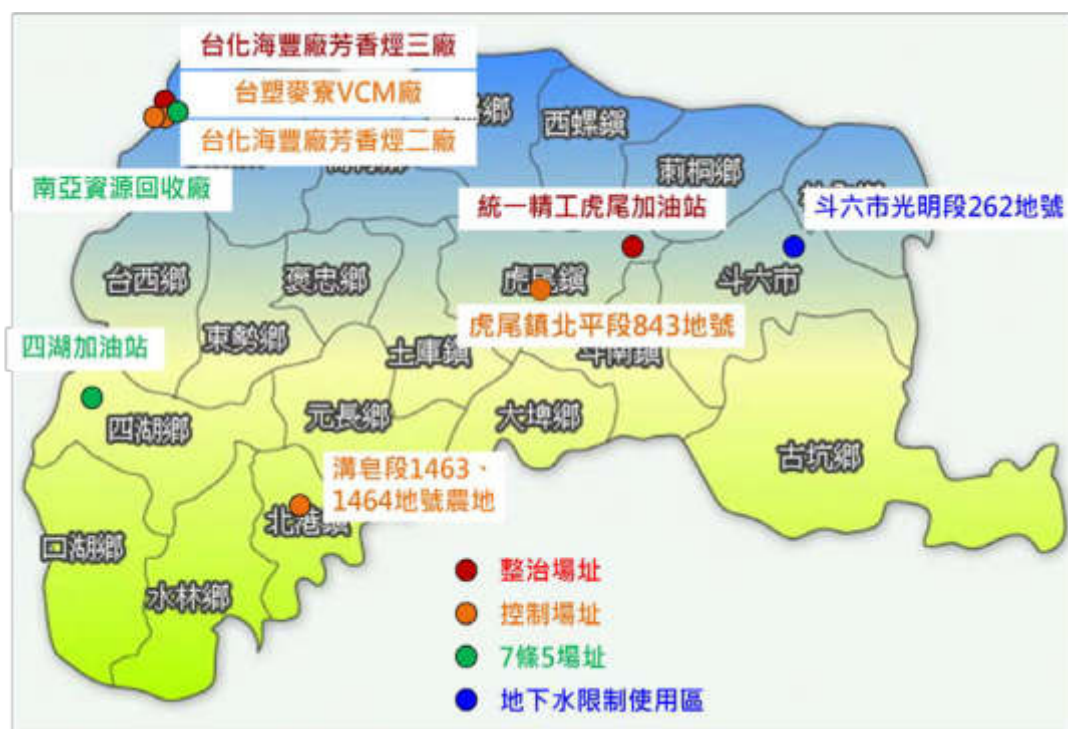 台化海豐廠芳香烴三廠
台塑麥寮VCM廠
台化海豐廠芳香烴二廠
南亞資源回收廠
西螺鎮
莿桐鄉
統一精工虎尾加油站
斗六市光明段262地號
台西鄉
褒忠鄉
虎尾鎮
斗六市
四湖加油站
東勢鄉
土庫鎮
虎尾鎮北平段843地號
斗南鎮
四湖鄉
元長鄉
大埤鄉
古坑鄉
溝皂段1463、
1464地號農地
北港鎮
口湖鄉
水林鄉
整治場址
控制場址
7條5場址
地下水限制使用區